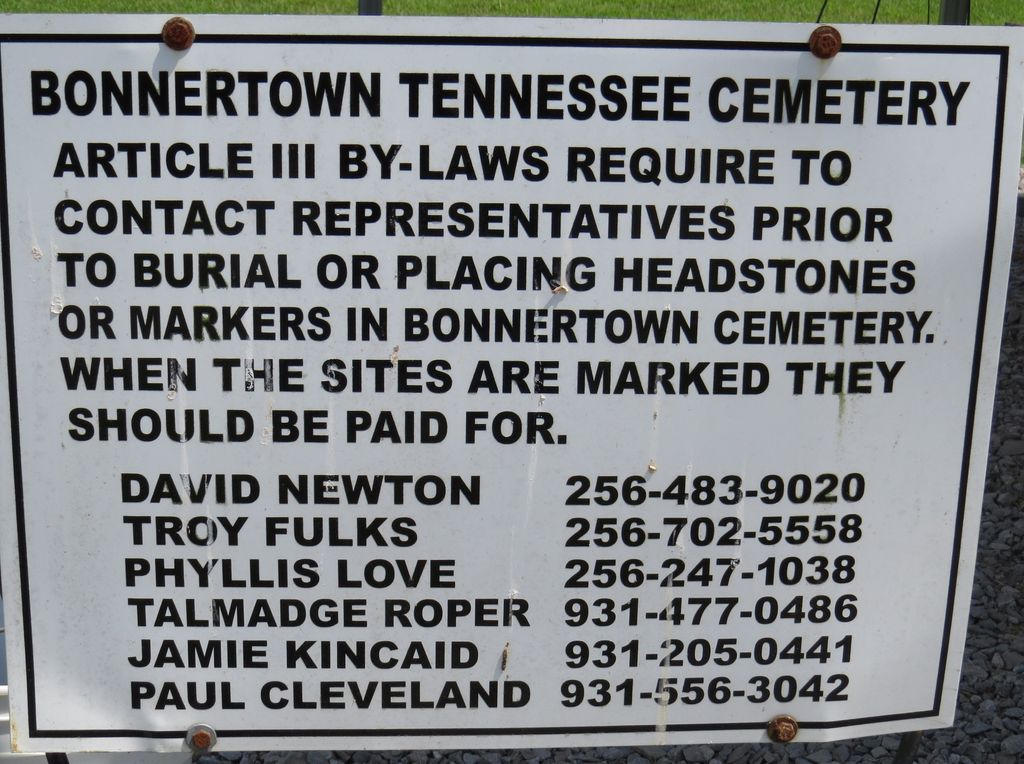 BONNERTOWN TENNESSEE CEMETERY
ARTICLE III BY-LAWS REQUIRE TO
CONTACT REPRESENTATIVES PRIOR
TO BURIAL OR PLACING HEADSTONES
OR MARKERS IN BONNERTOWN CEMETERY.
WHEN THE SITES ARE MARKED THEY
SHOULD BE PAID FOR.
DAVID NEWTON 256-483-9020
TROY FULKS 256-702-5558
PHYLLIS LOVE 256-247-1038
TALMADGE ROPER 931-477-0486
JAMIE KINCAID 931-205-0441
PAUL CLEVELAND 931-556-3042